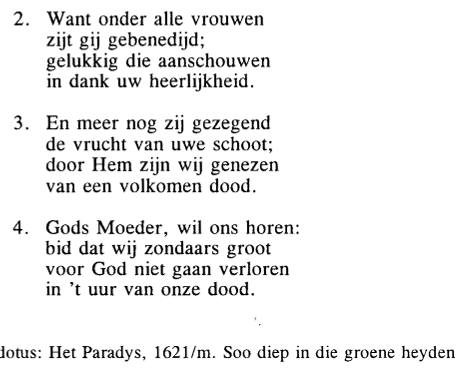 2. Want onder alle vrouwen
zijt gij gebenedijd;
gelukkig die aanschouwen
in dank uw heerlijkheid.
3. En meer nog zij gezegend
de vrucht van uwe schoot;
door Hem zijn wij genezen
van een volkomen dood.
4. Gods Moeder, wil ons horen:
bid dat wij zondaars groot
voor God niet gaan verloren
in 't uur van onze dood.
dotus: Het Paradys, 1621/m. Soo diep in die groene heyden